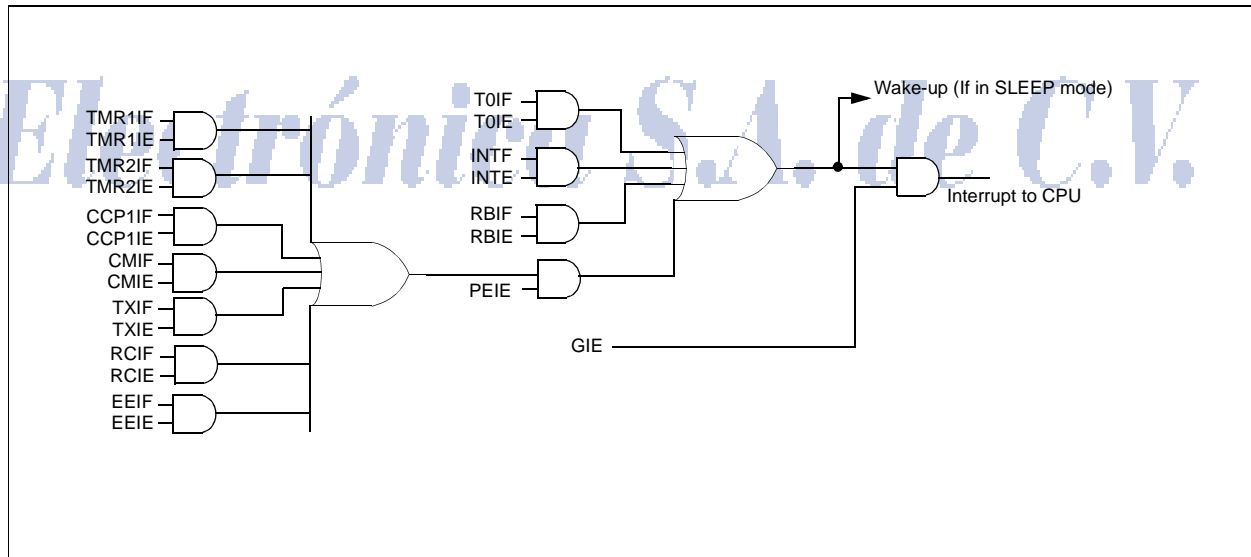 Electrónica S.A. de C.V.
Wake-up (If in SLEEP mode)
T0IF
T0IE
TMR1IF
TMR1IE
INTF
INTE
TMR2IF
TMR2IE
Interrupt to CPU
CCP1IF
CCP1IE
RBIF
RBIE
CMIF
CMIE
PEIE
TXIF
TXIE
GIE
RCIF
RCIE
EEIF
EEIE